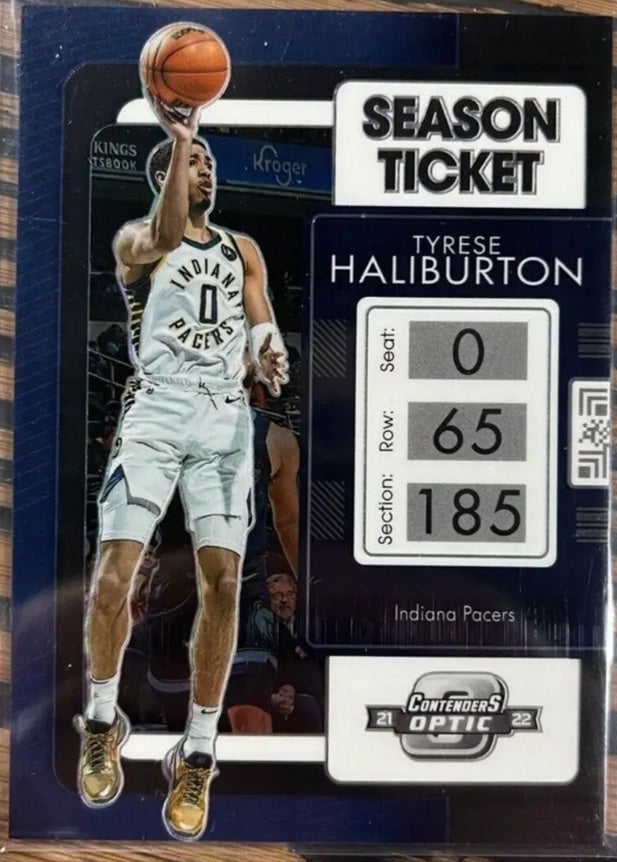 SEASON
TICKET
TYRESE
HALIBURTON
KINGS
TSBOOK
Kroger
INDIANA
0
PACERS
Seat: 0
Row: 65
Section: 185
Indiana Pacers
CONTENDERS
21 OPTIC 22